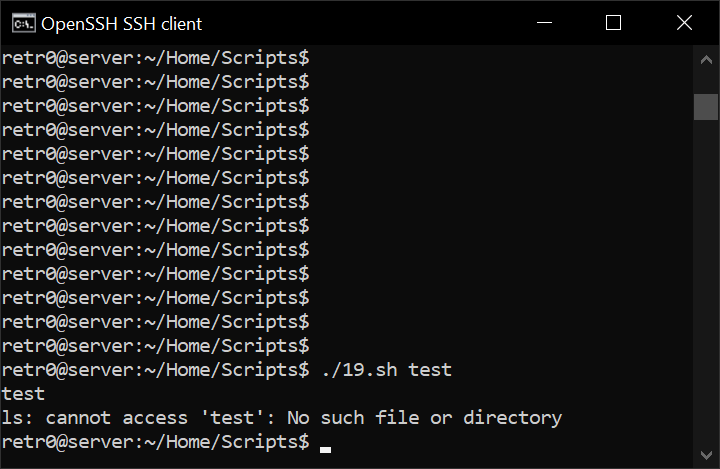 OpenSSH SSH client
retr0@server:~/Home/Scripts$
retr0@server:~/Home/Scripts$
retr0@server:~/Home/Scripts$
retr0@server:~/Home/Scripts$
retr0@server:~/Home/Scripts$
retr0@server:~/Home/Scripts$
retr0@server:~/Home/Scripts$
retr0@server:~/Home/Scripts$
retr0@server:~/Home/Scripts$
retr0@server:~/Home/Scripts$
retr0@server:~/Home/Scripts$
retr0@server:~/Home/Scripts$
retr0@server:~/Home/Scripts$
retr0@server:~/Home/Scripts$ ./19.sh test
test
ls: cannot access 'test': No such file or directory
retr0@server:~/Home/Scripts$